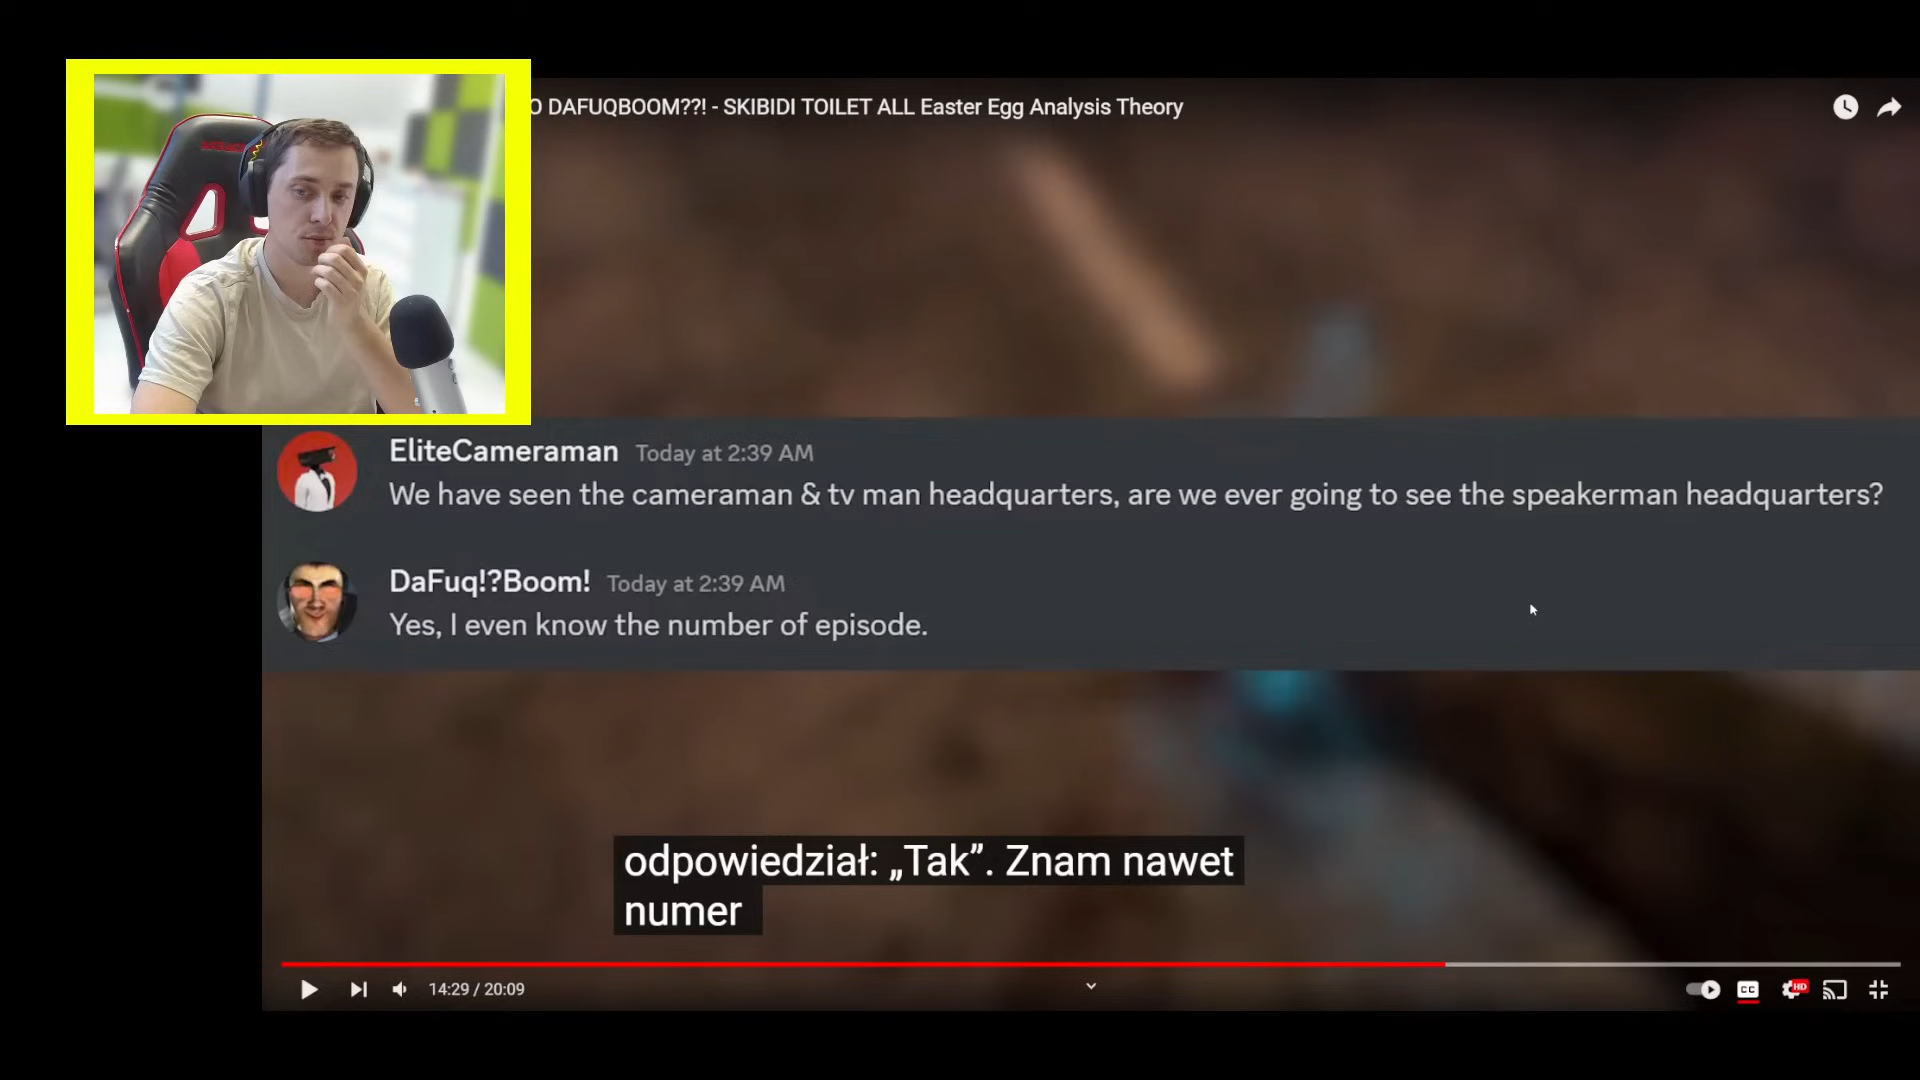 O DAFUQBOOM??! - SKIBIDI TOILET ALL Easter Egg Analysis Theory
EliteCameraman Today at 2:39 AM
We have seen the cameraman & tv man headquarters, are we ever going to see the speakerman headquarters?
DaFuq!?Boom! Today at 2:39 AM
Yes, I even know the number of episode.
odpowiedział: „Tak”. Znam nawet
numer
14:29 / 20:09
CC
HD